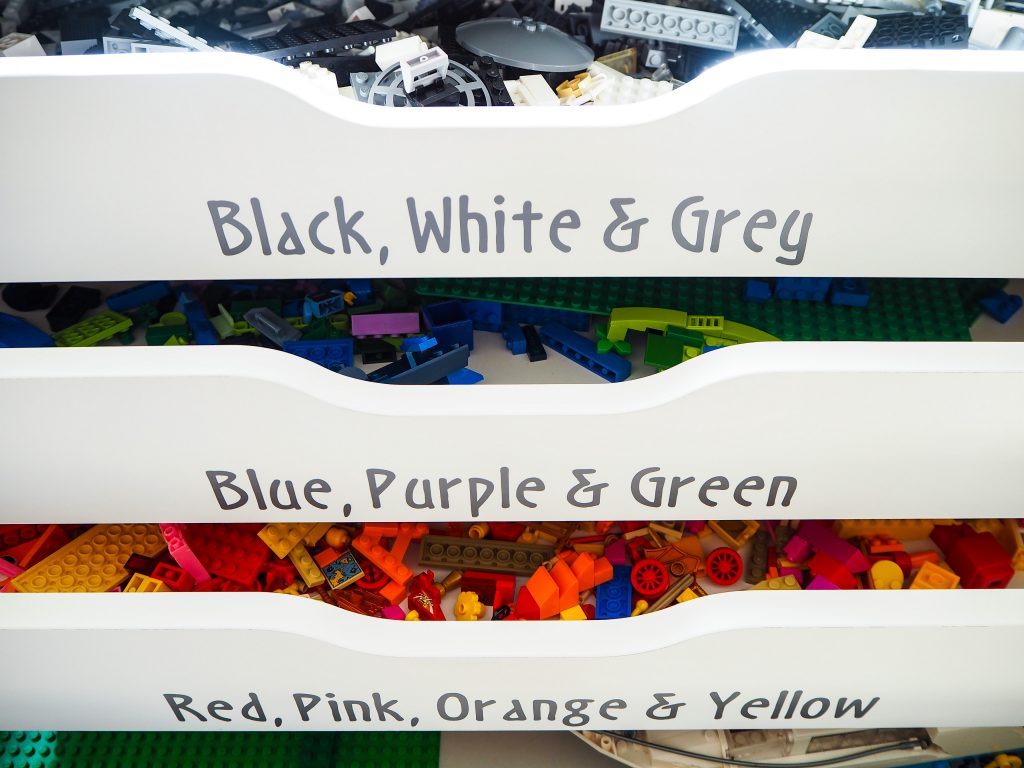 Black, White & Grey
Blue, Purple & Green
Red, Pink, Orange & Yellow